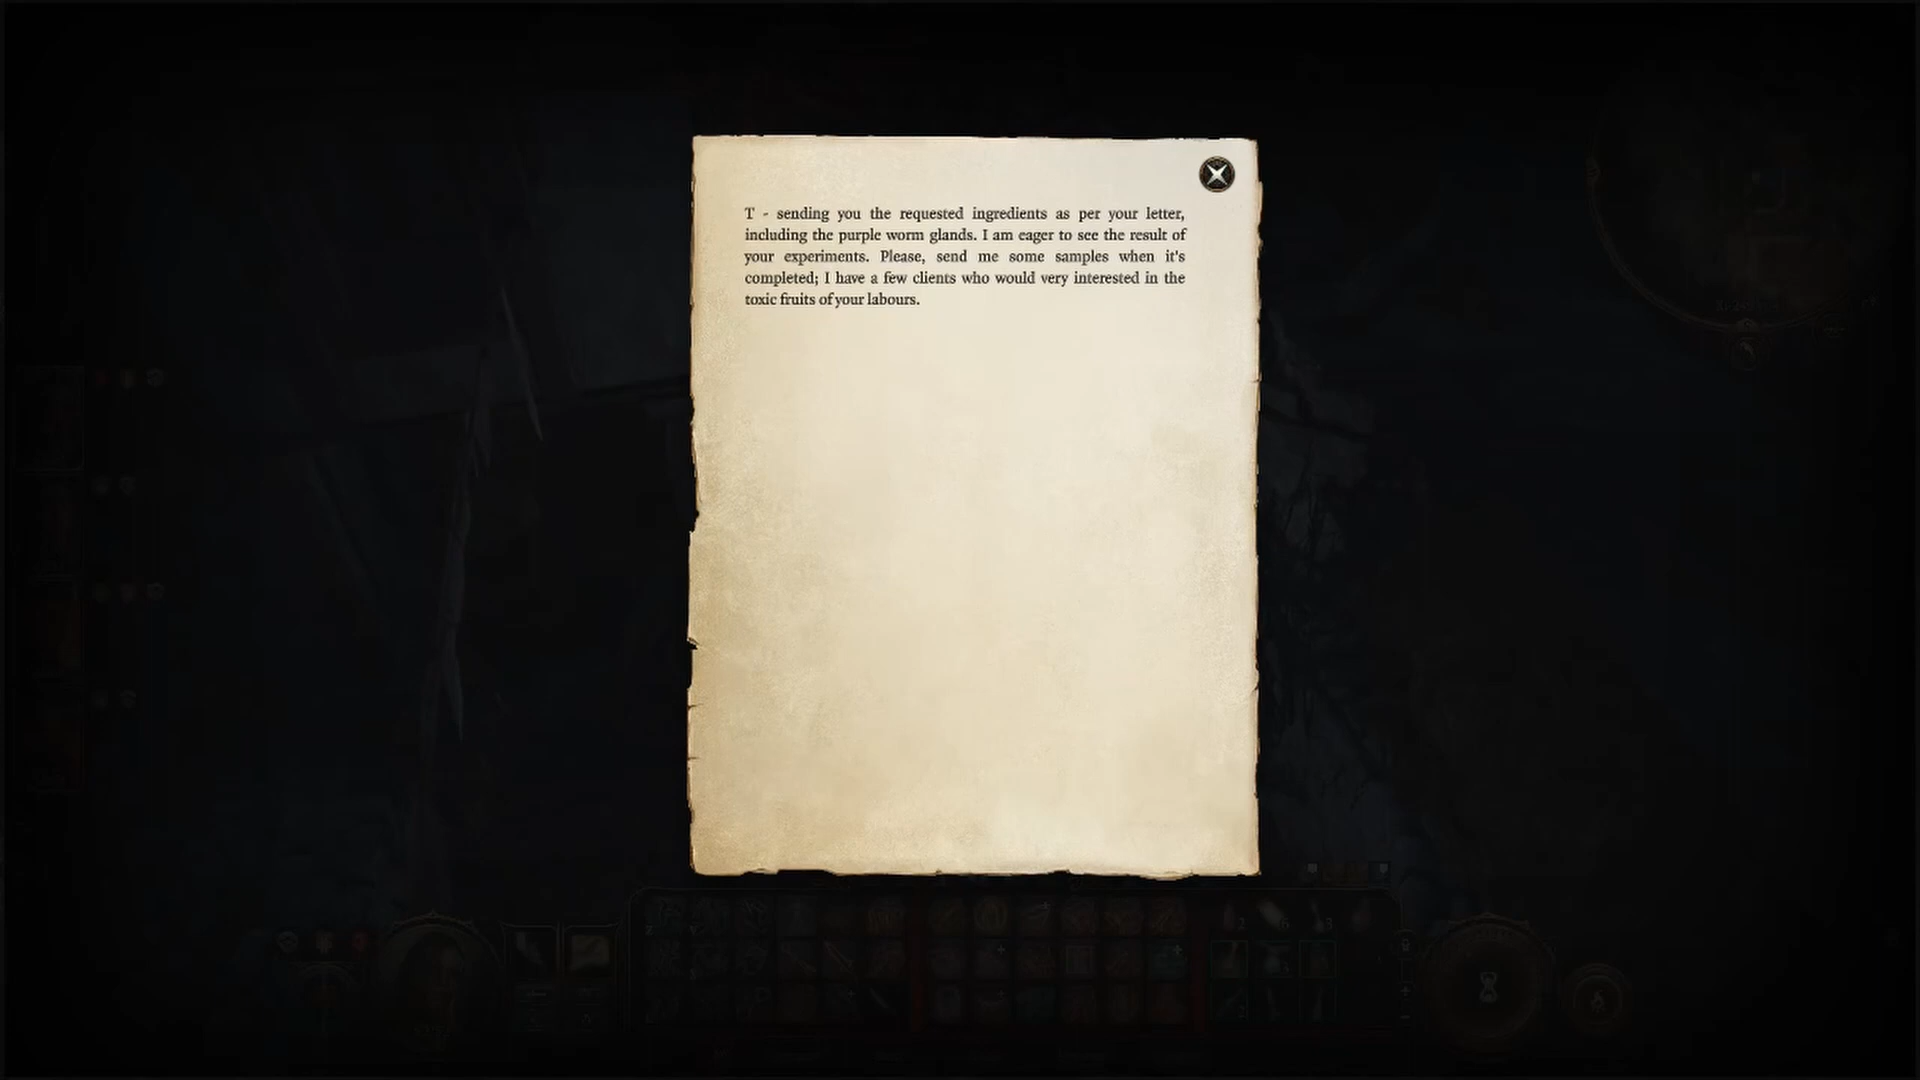 T - sending you the requested ingredients as per your letter,
including the purple worm glands. I am eager to see the result of
your experiments. Please, send me some samples when it's
completed; I have a few clients who would very interested in the
toxic fruits of your labours.